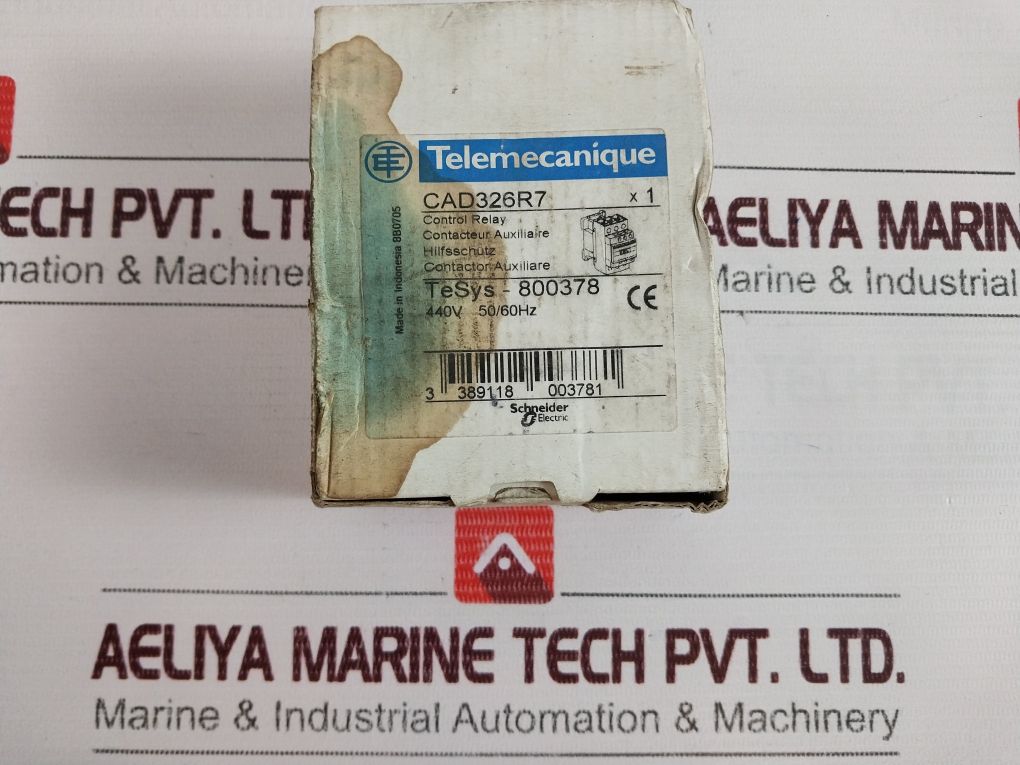 Telemecanique
CAD326R7 x 1
Control Relay
Contacteur Auxiliaire
Hilfsschütz
Contactor Auxiliare
TeSys - 800378
440V 50/60Hz
CE
Made in Indonesia 8B0705
3 389118 003781
Schneider
Electric
ECH PVT. LT
mation & Machine
AELIYA MARIN
Marine & Industrial
AELIYA MARINE TECH PVT. LTD.
Marine & Industrial Automation & Machinery